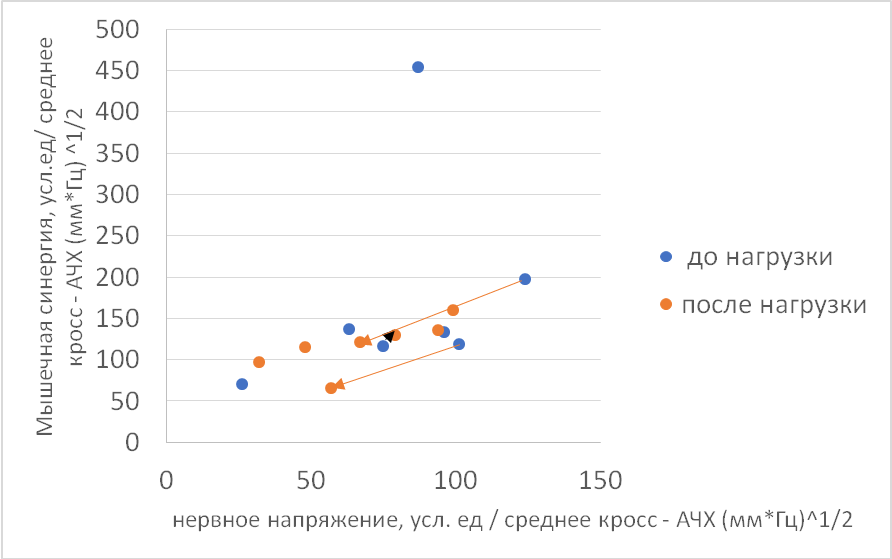 Мышечная синергия, усл.ед/ среднее
кросс - АЧХ (мм*Гц) ^1/2
500
450
400
350
300
250
200
150
100
50
0
0 50 100 150
нервное напряжение, усл. ед / среднее кросс - АЧХ (мм*Гц)^1/2
до нагрузки
после нагрузки